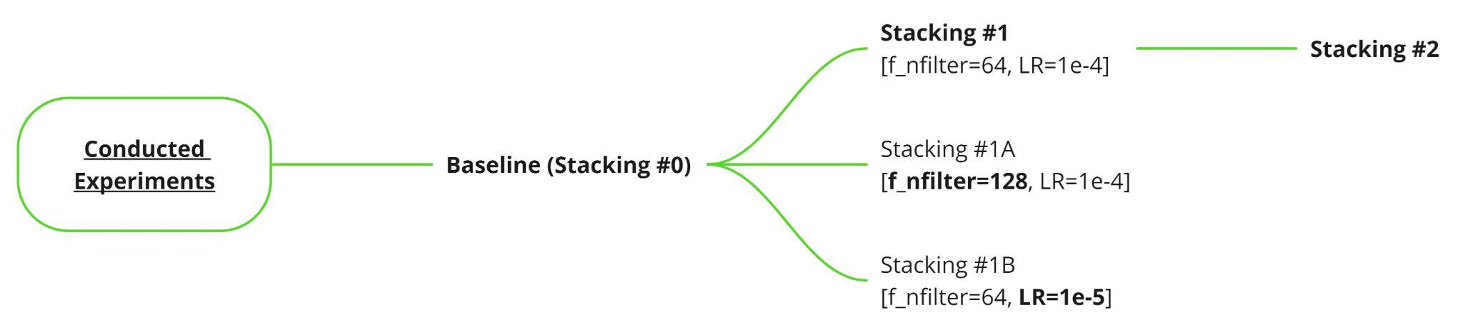 Conducted
Experiments
Baseline (Stacking #0)
Stacking #1
[f_nfilter=64, LR=1e-4]
Stacking #2
Stacking #1A
[f_nfilter=128, LR=1e-4]
Stacking #1B
[f_nfilter=64, LR=1e-5]